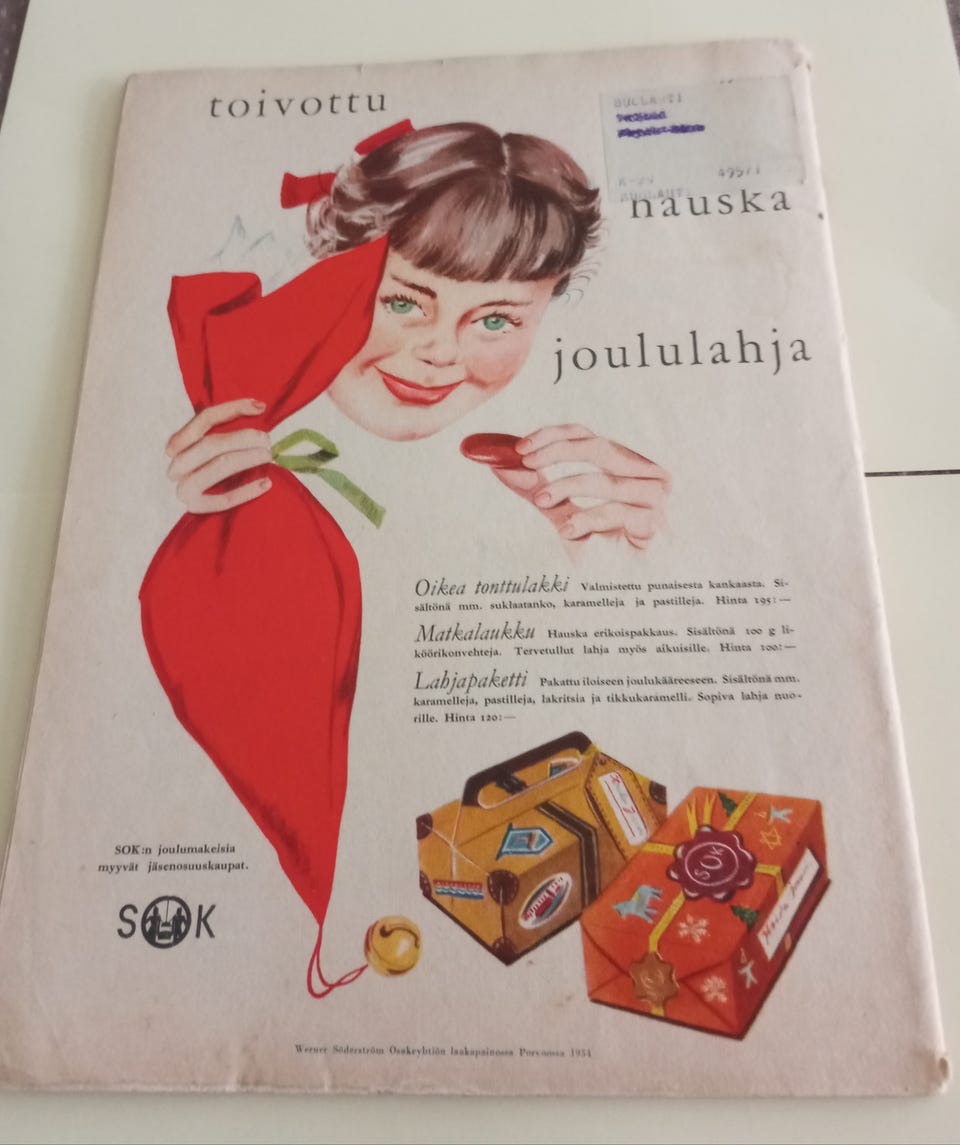 toivottu
nauska
joululahja
Oikea tonttulakki Valmistettu punaisesta kankaasta. Si-
sältönä mm. suklaatanko, karamelleja ja pastilleja. Hinta 195:—
Matkalaukku Hauska erikoispakkaus. Sisältönä 100 g li-
köörikonvehteja. Tervetullut lahja myös aikuisille. Hinta 100:—
Lahjapaketti Pakattu iloiseen joulukääreeseen. Sisältönä mm.
karamelleja, pastilleja, lakritsia ja tikkukaramelli. Sopiva lahja nuo-
rille. Hinta 120:—
SOK:n joulumakeisia
myyvät jäsenosuuskaupat.
SOK
SOK
Werner Söderström Osakeyhtiön laakapainossa Porvoossa 1954